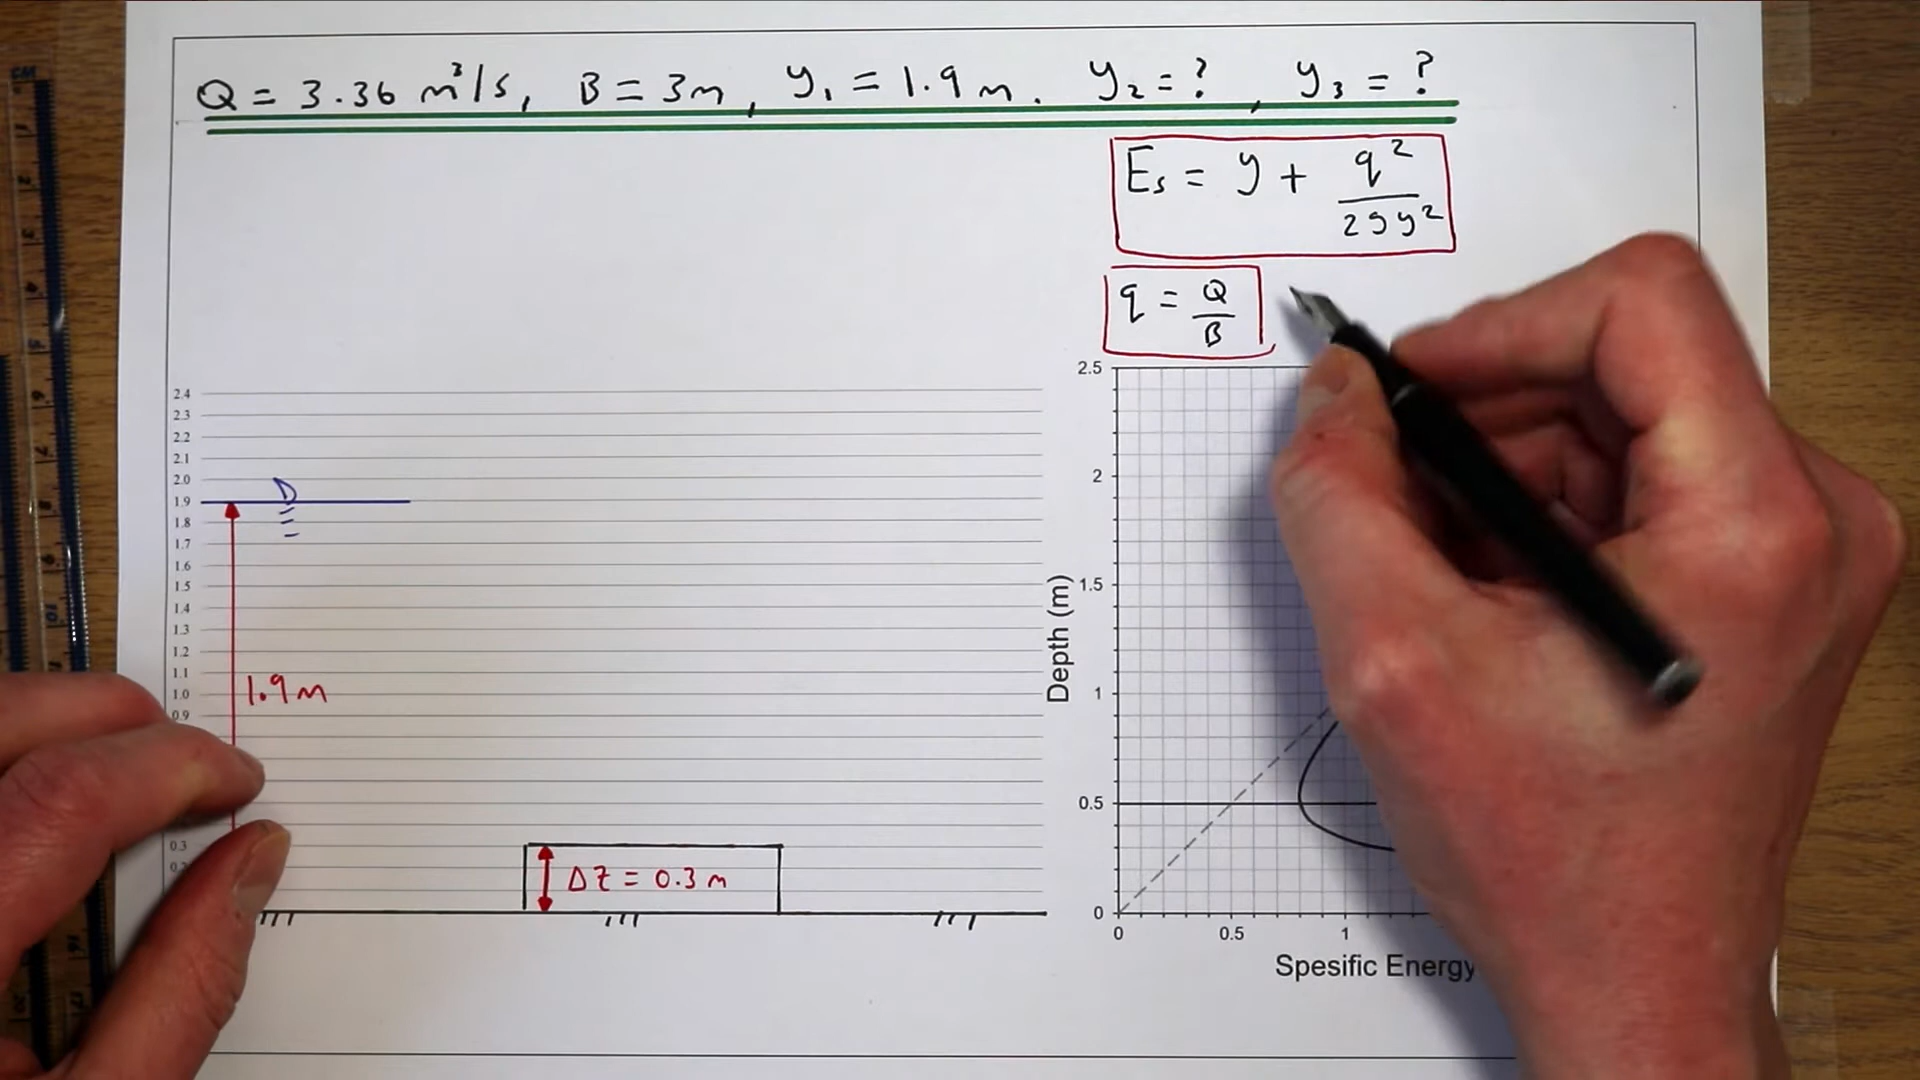 Q = 3.36 m³/s, B = 3m, y₁ = 1.9 m. y₂ = ?, y₃ = ?
Eₛ = y + q² / 2gy²
q = Q / B
2.4
2.3
2.2
2.1
2.0
1.9
1.8
1.7
1.6
1.5
1.4
1.3
1.2
1.1
1.0
0.9
0.3
1.9 m
ΔZ = 0.3 m
2.5
2
1.5
1
0.5
0
Depth (m)
0 0.5 1
Spesific Energy